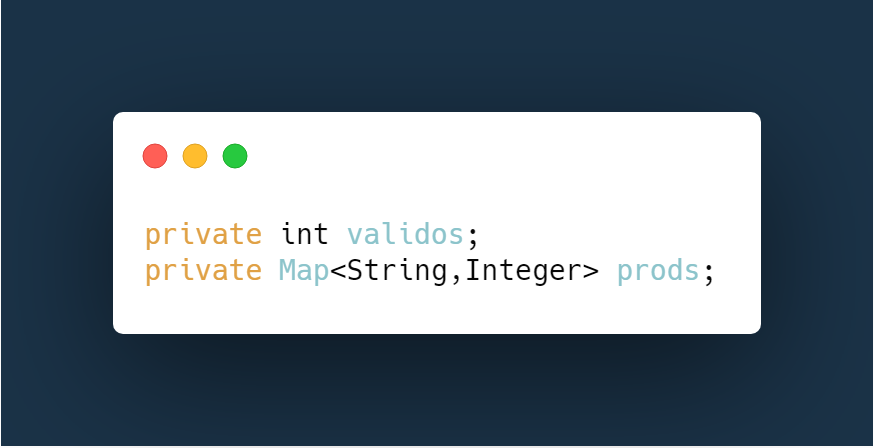 private int validos;
private Map<String,Integer> prods;